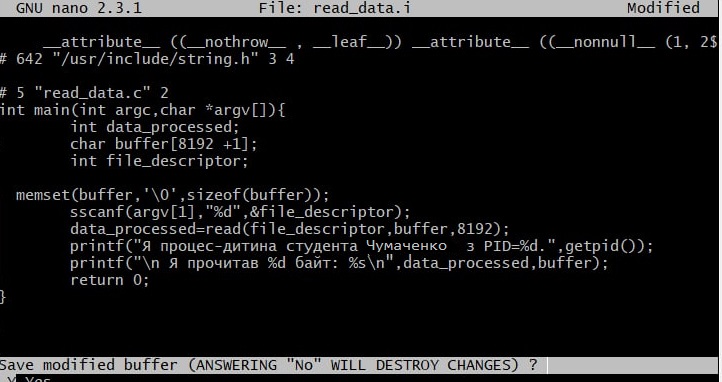 GNU nano 2.3.1 File: read_data.i Modified
__attribute__ ((__nothrow__ , __leaf__)) __attribute__ ((__nonnull__ (1, 2$
# 642 "/usr/include/string.h" 3 4
# 5 "read_data.c" 2
int main(int argc,char *argv[]){
int data_processed;
char buffer[8192 +1];
int file_descriptor;
memset(buffer,'\0',sizeof(buffer));
sscanf(argv[1],"%d",&file_descriptor);
data_processed=read(file_descriptor,buffer,8192);
printf("Я процес-дитина студента Чумаченко з PID=%d.",getpid());
printf("\n Я прочитав %d байт: %s\n",data_processed,buffer);
return 0;
}
Save modified buffer (ANSWERING "No" WILL DESTROY CHANGES) ?
Y Yes